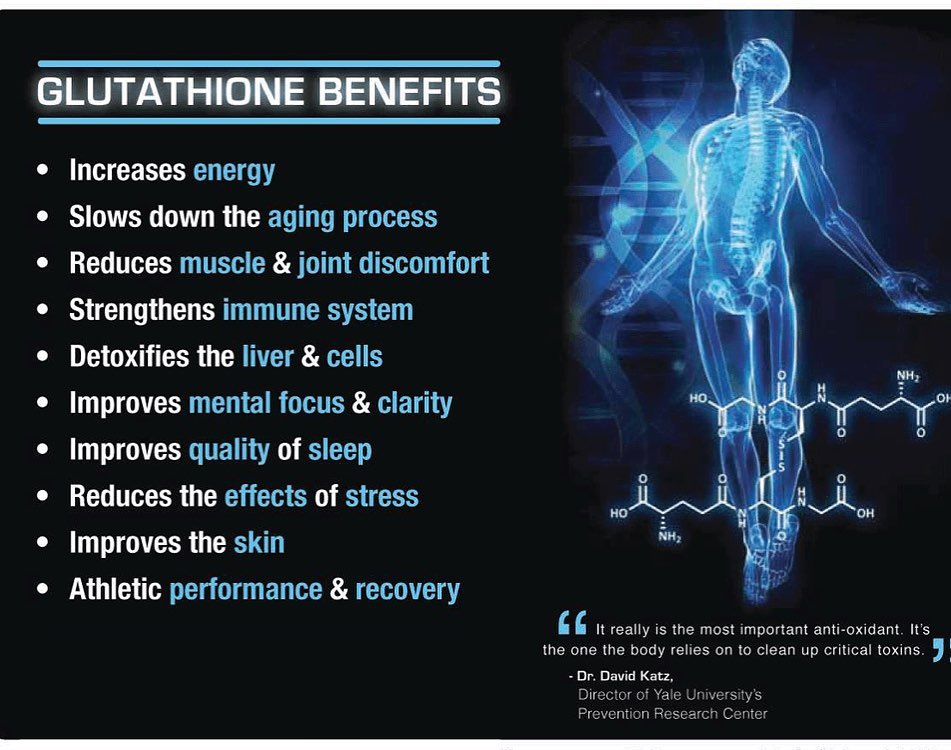 GLUTATHIONE BENEFITS
• Increases energy
• Slows down the aging process
• Reduces muscle & joint discomfort
• Strengthens immune system
• Detoxifies the liver & cells
• Improves mental focus & clarity
• Improves quality of sleep
• Reduces the effects of stress
• Improves the skin
• Athletic performance & recovery
HO O N H O H N O NH₂ O OH
S
S
HO O NH₂ O N H O H N O OH
“ It really is the most important anti-oxidant. It's
the one the body relies on to clean up critical toxins. ”
- Dr. David Katz,
Director of Yale University's
Prevention Research Center